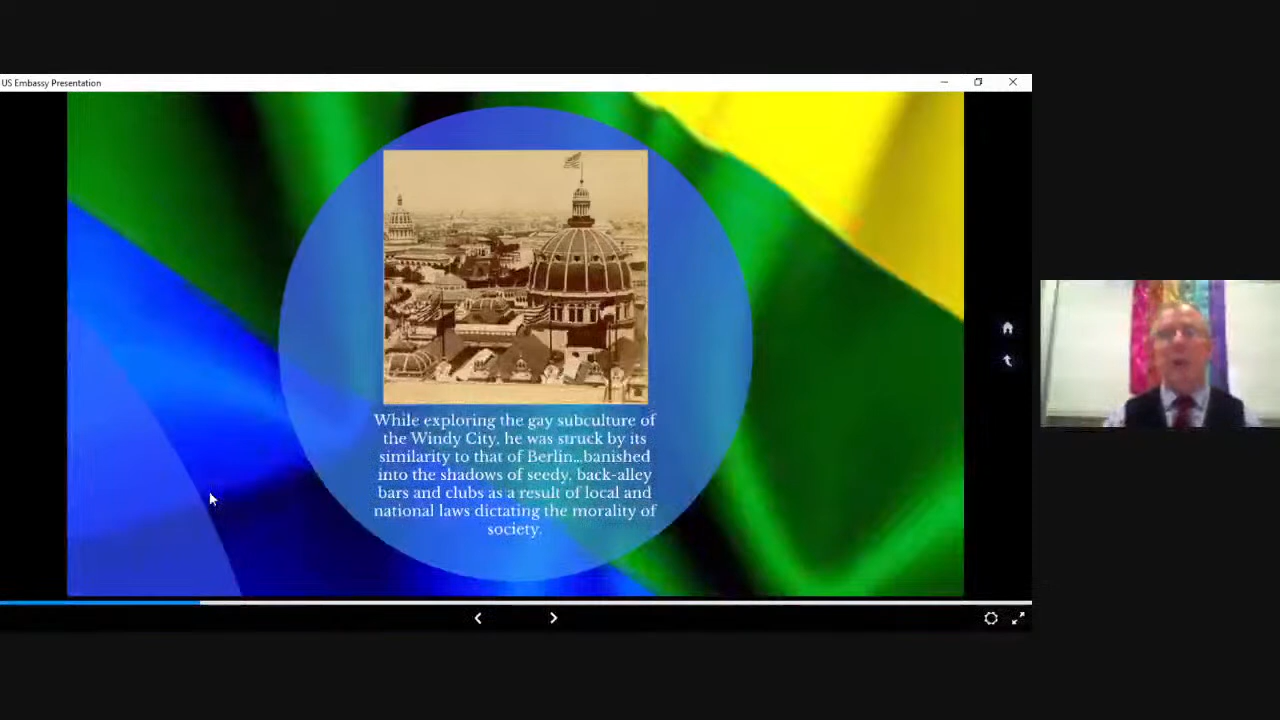 US Embassy Presentation
While exploring the gay subculture of
the Windy City, he was struck by its
similarity to that of Berlin...banished
into the shadows of seedy, back-alley
bars and clubs as a result of local and
national laws dictating the morality of
society.